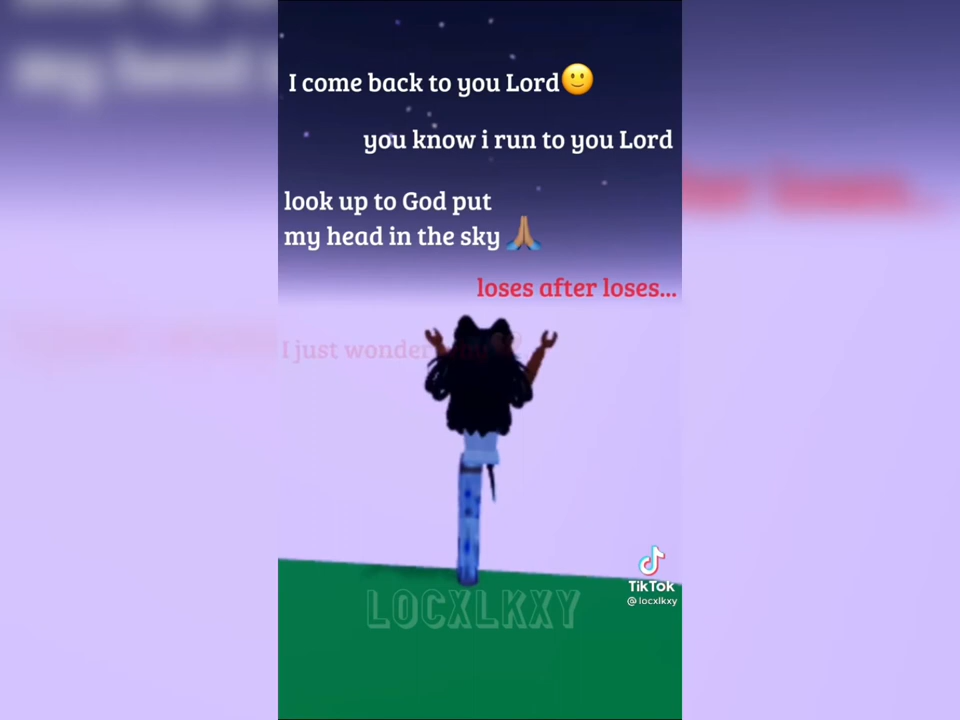 I come back to you Lord🙂
you know i run to you Lord
look up to God put
my head in the sky 🙏🏽
loses after loses...
I just wonder
TikTok
@locxlkxy
LOCXLKXY